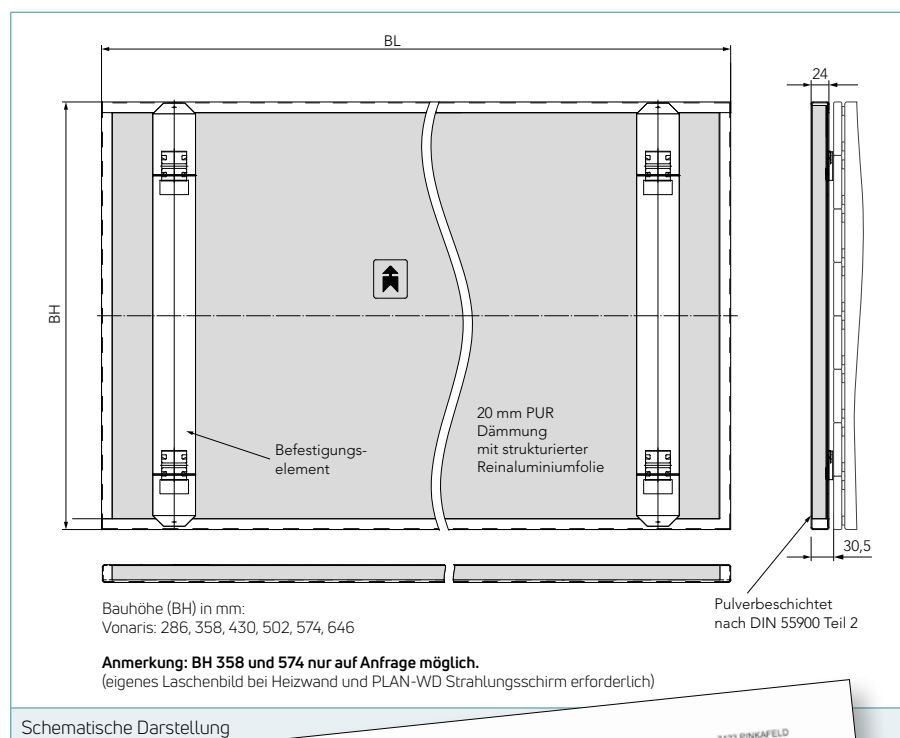 BL
24
BH
Befestigungs-
element
20 mm PUR
Dämmung
mit strukturierter
Reinaluminiumfolie
30,5
Pulverbeschichtet
nach DIN 55900 Teil 2
Bauhöhe (BH) in mm:
Vonaris: 286, 358, 430, 502, 574, 646
Anmerkung: BH 358 und 574 nur auf Anfrage möglich.
(eigenes Laschenbild bei Heizwand und PLAN-WD Strahlungsschirm erforderlich)
Schematische Darstellung
PINKAFELD